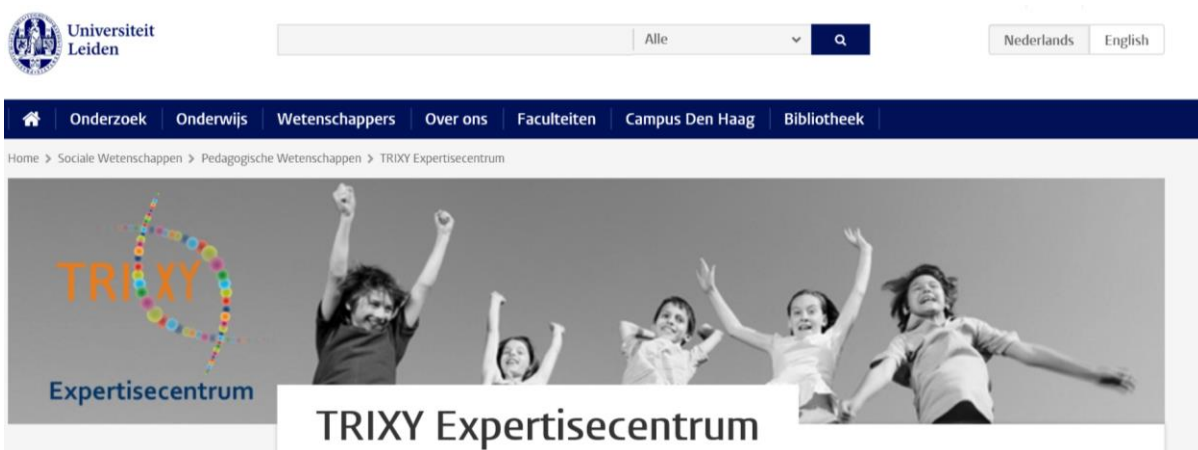 Universiteit
Leiden
Alle
Nederlands English
Onderzoek Onderwijs Wetenschappers Over ons Faculteiten Campus Den Haag Bibliotheek
Home > Sociale Wetenschappen > Pedagogische Wetenschappen > TRIXY Expertisecentrum
TRIXY
Expertisecentrum
TRIXY Expertisecentrum